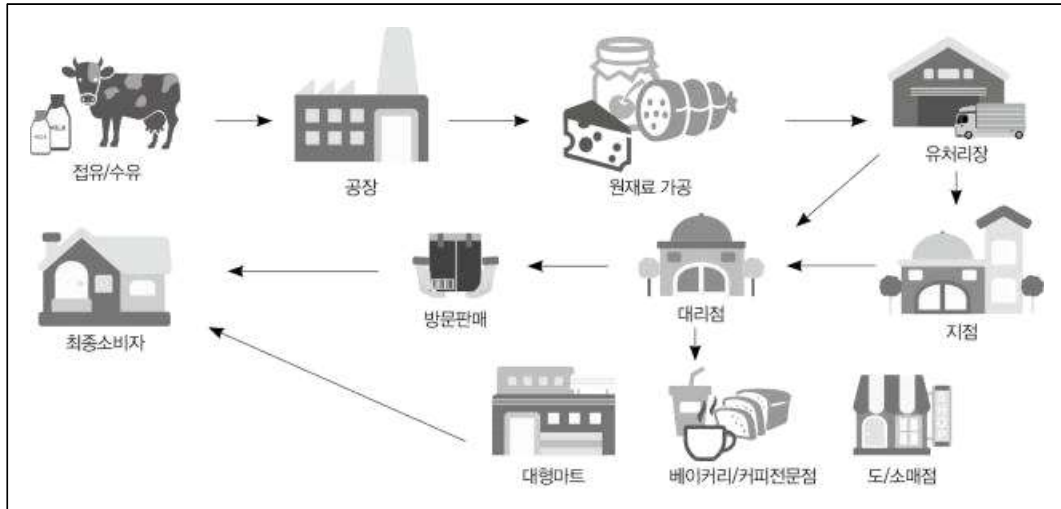 접유/수유
공장
원재료 가공
유처리장
최종소비자
방문판매
대리점
지점
대형마트
베이커리/커피전문점
도/소매점